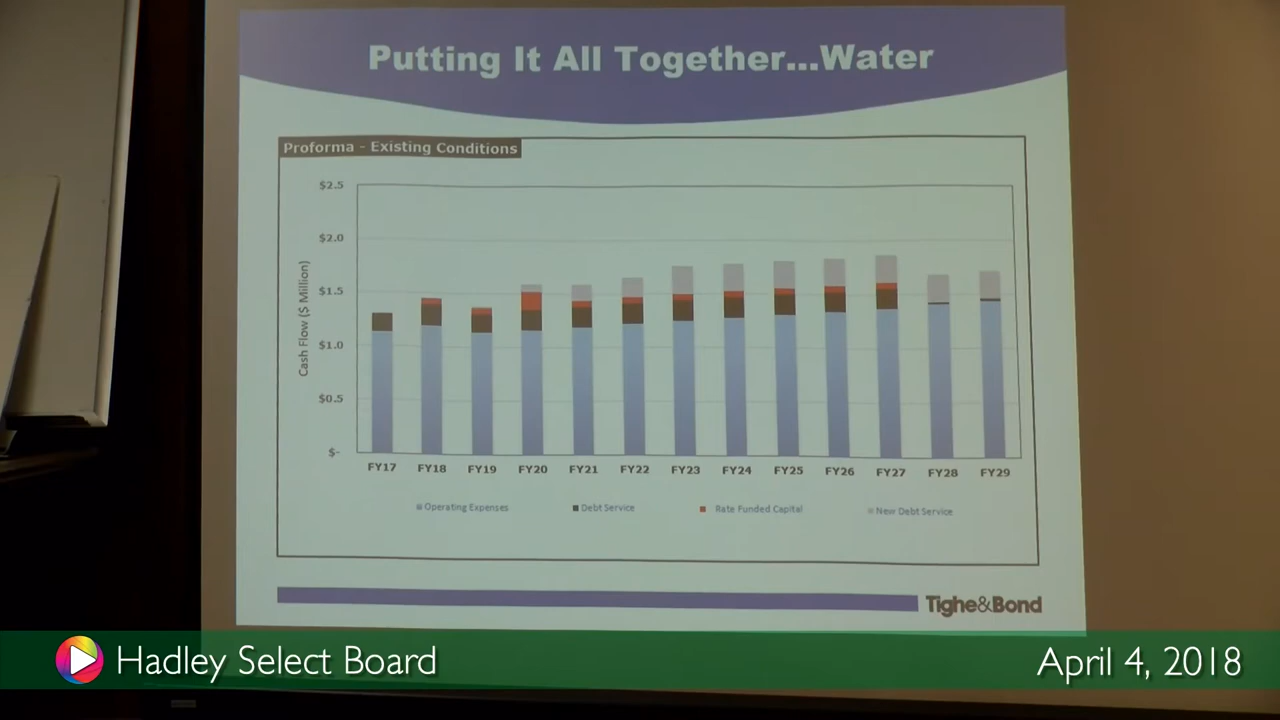 Putting It All Together...Water
Proforma - Existing Conditions
$2.5
$2.0
$1.5
$1.0
$0.5
$-
Cash Flow ($ Million)
FY17 FY18 FY19 FY20 FY21 FY22 FY23 FY24 FY25 FY26 FY27 FY28 FY29
Operating Expenses Debt Service Rate Funded Capital New Debt Service
Tighe&Bond
Hadley Select Board April 4, 2018